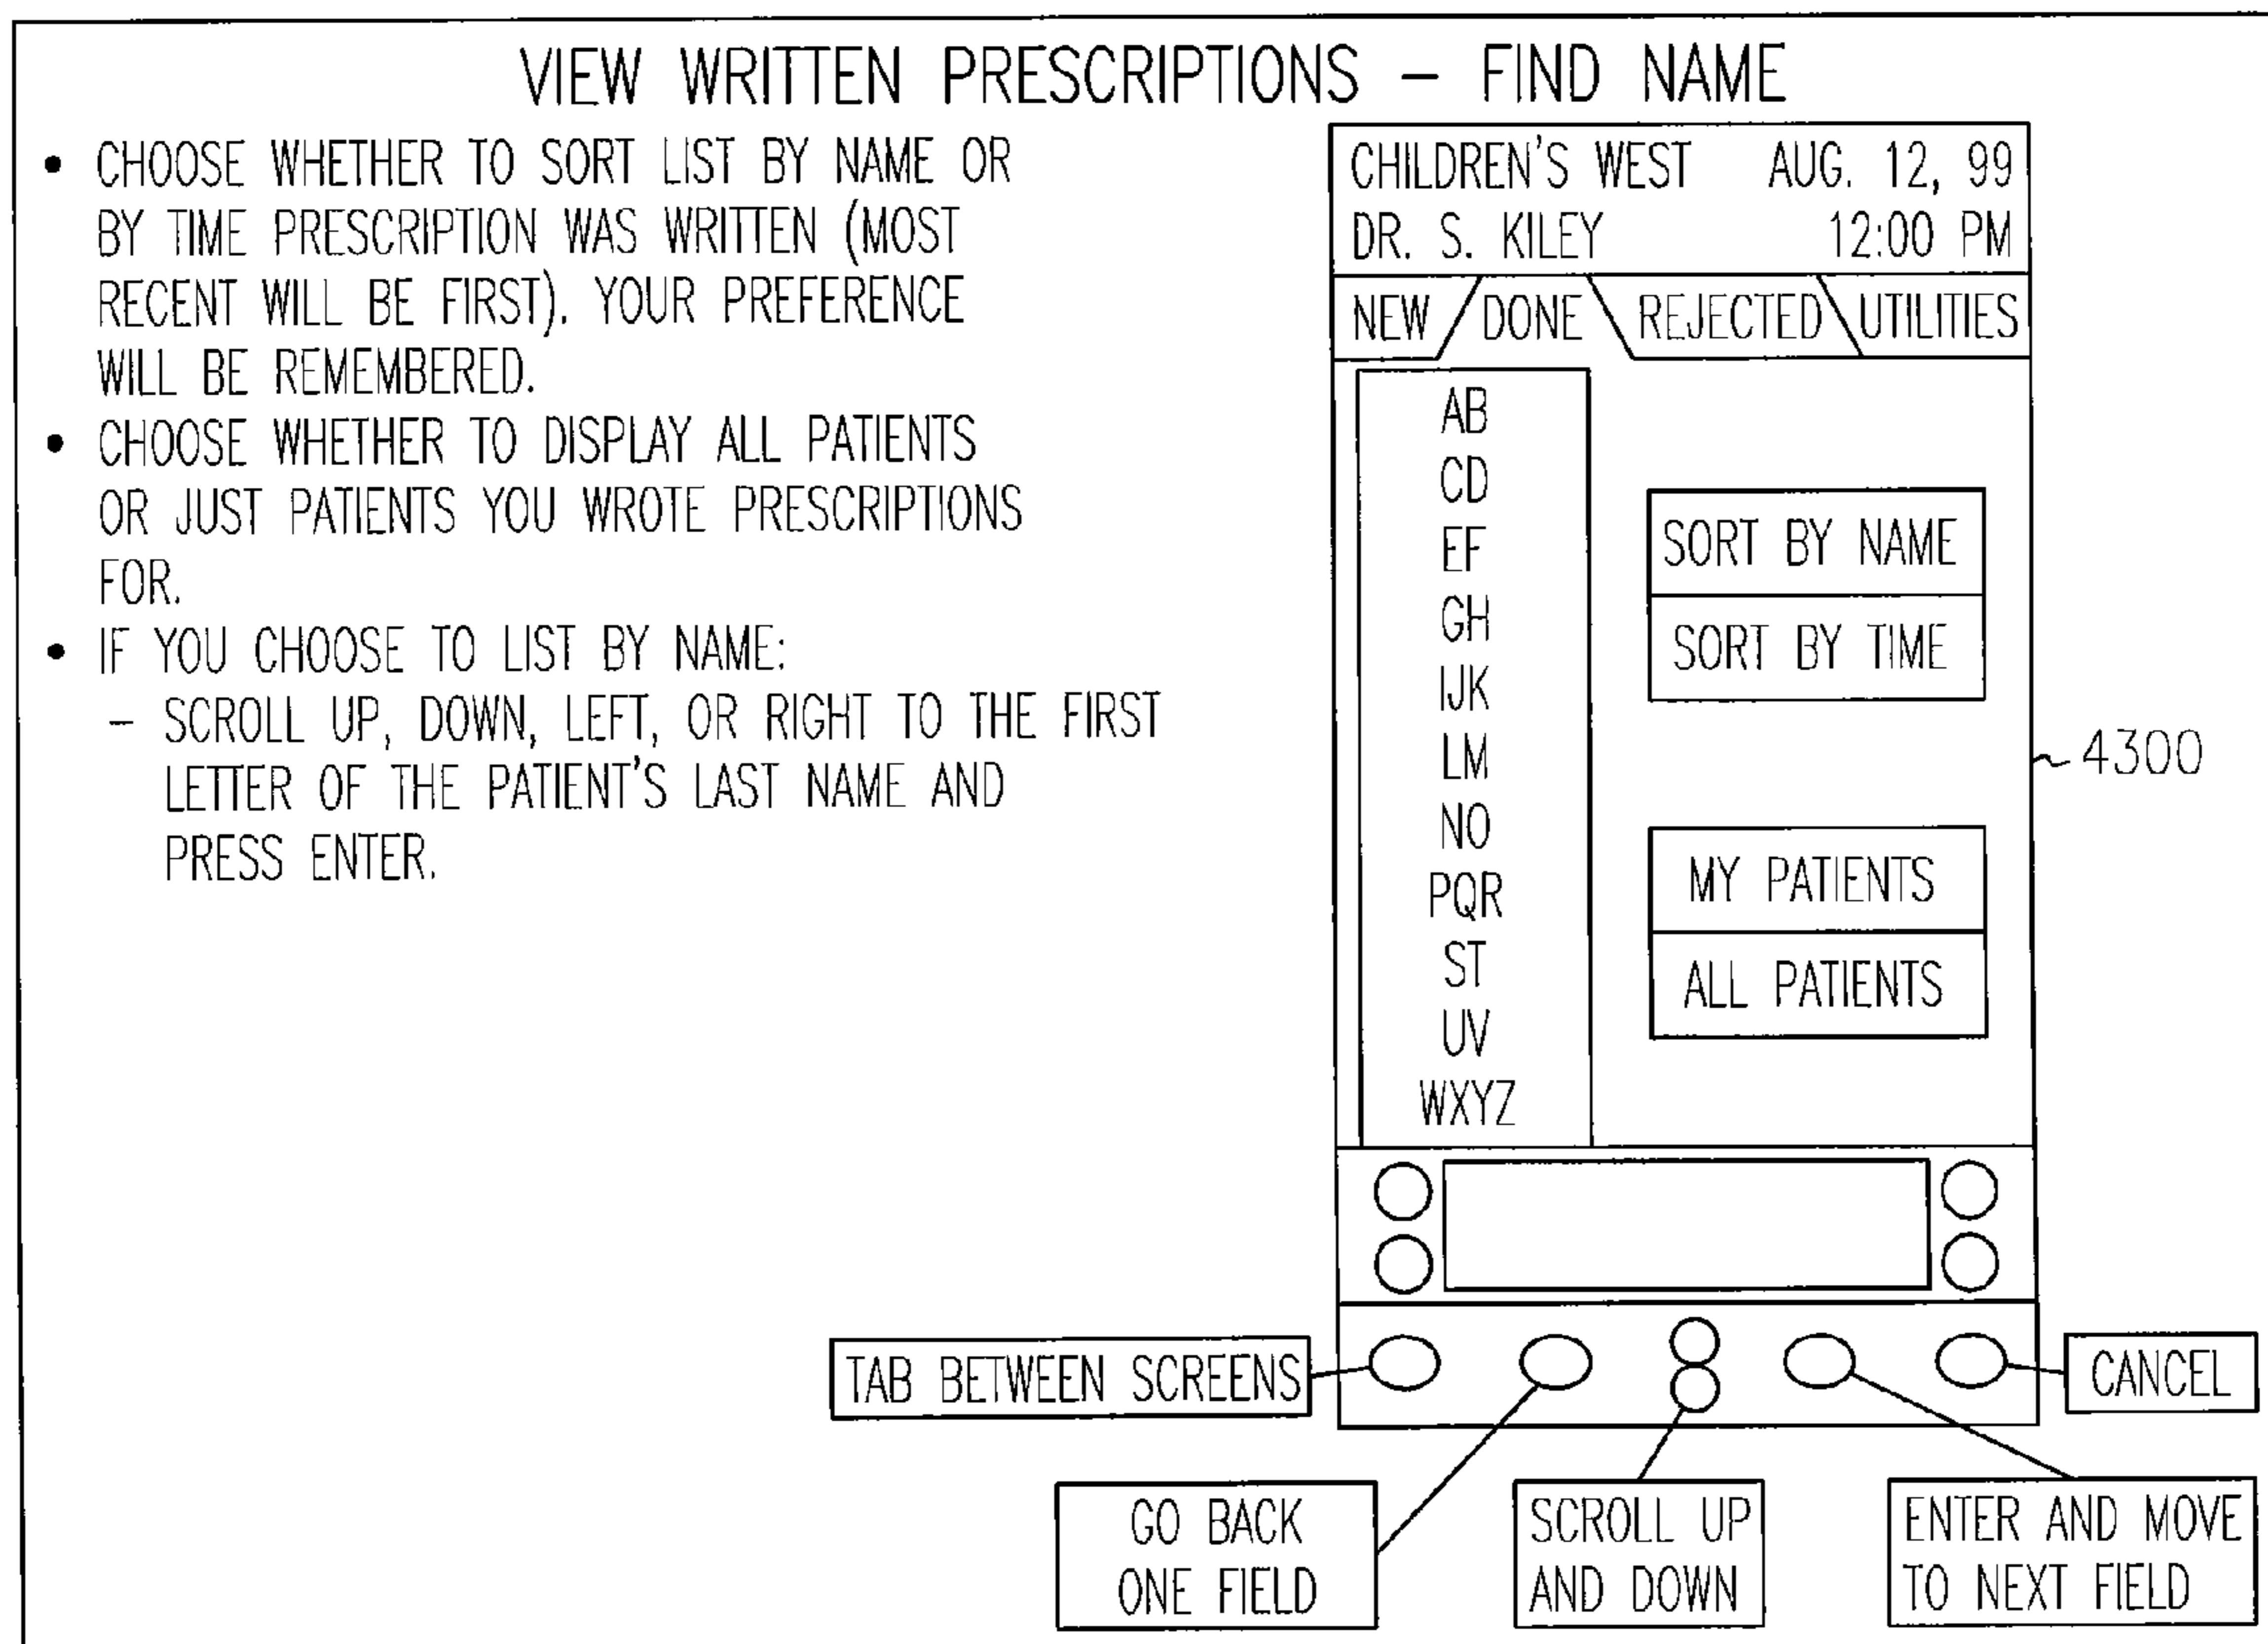 VIEW WRITTEN PRESCRIPTIONS – FIND NAME
• CHOOSE WHETHER TO SORT LIST BY NAME OR
BY TIME PRESCRIPTION WAS WRITTEN (MOST
RECENT WILL BE FIRST). YOUR PREFERENCE
WILL BE REMEMBERED.
• CHOOSE WHETHER TO DISPLAY ALL PATIENTS
OR JUST PATIENTS YOU WROTE PRESCRIPTIONS
FOR.
• IF YOU CHOOSE TO LIST BY NAME:
– SCROLL UP, DOWN, LEFT, OR RIGHT TO THE FIRST
LETTER OF THE PATIENT'S LAST NAME AND
PRESS ENTER.
CHILDREN'S WEST AUG. 12, 99
DR. S. KILEY 12:00 PM
NEW DONE REJECTED UTILITIES
AB
CD
EF
GH
IJK
LM
NO
PQR
ST
UV
WXYZ
SORT BY NAME
SORT BY TIME
MY PATIENTS
ALL PATIENTS
4300
TAB BETWEEN SCREENS
CANCEL
GO BACK
ONE FIELD
SCROLL UP
AND DOWN
ENTER AND MOVE
TO NEXT FIELD